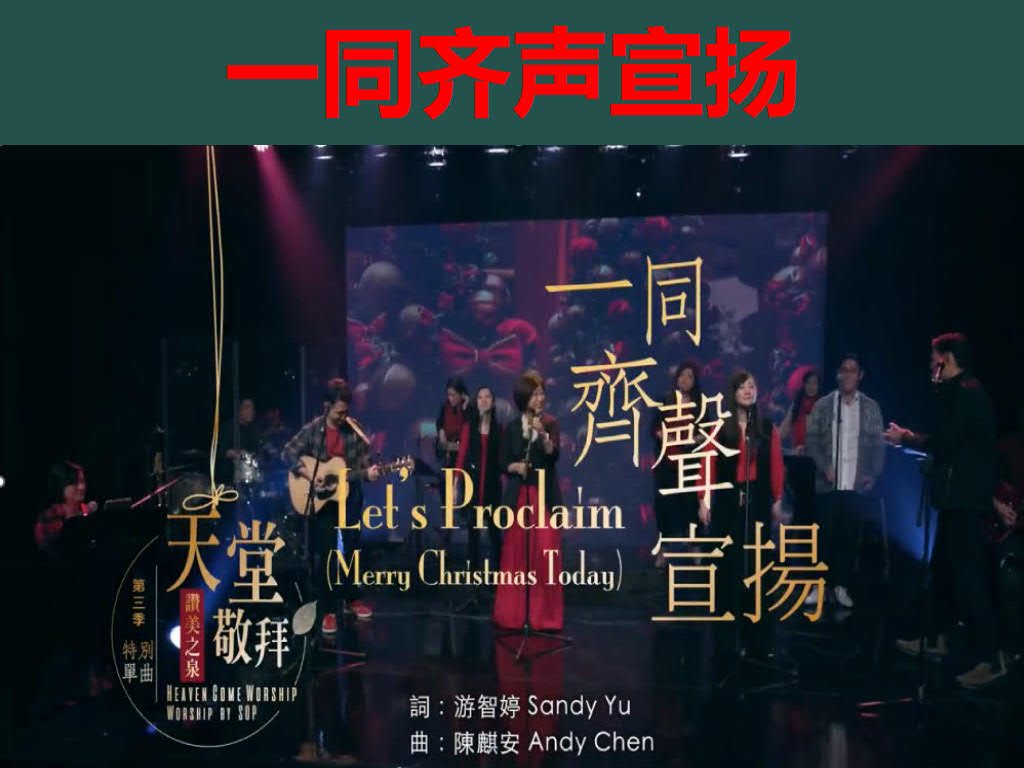 一同齐声宣扬
一同
齊聲
宣揚
Let's Proclaim
(Merry Christmas Today)
天堂
敬拜
讚美之泉
第三季
特別
單曲
HEAVEN COME WORSHIP
WORSHIP BY SOP
詞：游智婷 Sandy Yu
曲：陳麒安 Andy Chen